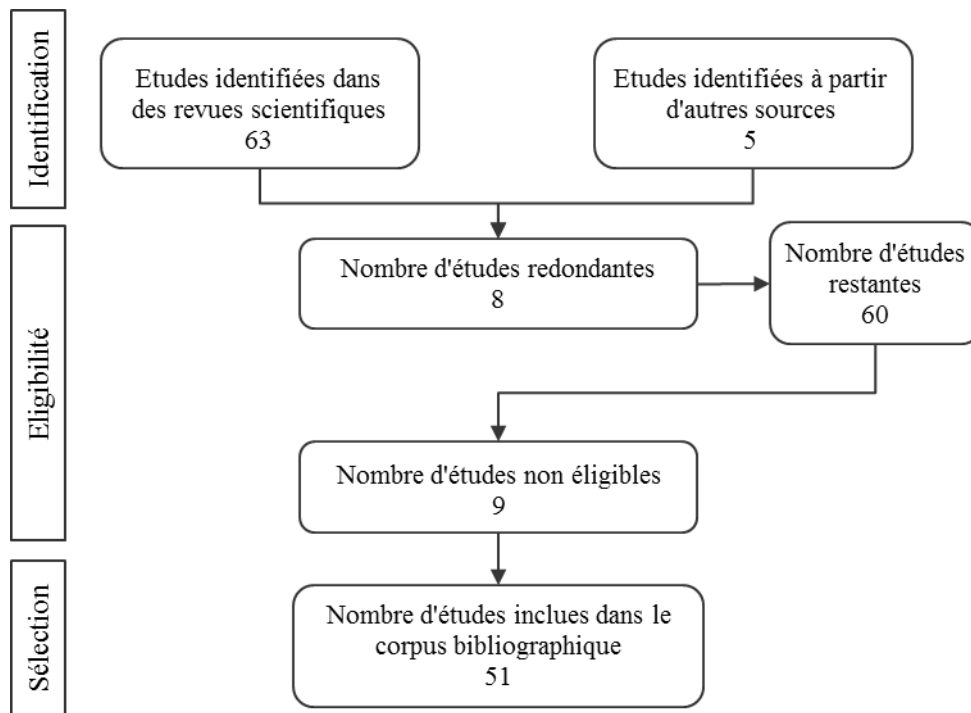 Identification
Etudes identifiées dans
des revues scientifiques
63
Etudes identifiées à partir
d'autres sources
5
Eligibilité
Nombre d'études redondantes
8
Nombre d'études
restantes
60
Nombre d'études non éligibles
9
Sélection
Nombre d'études inclues dans le
corpus bibliographique
51